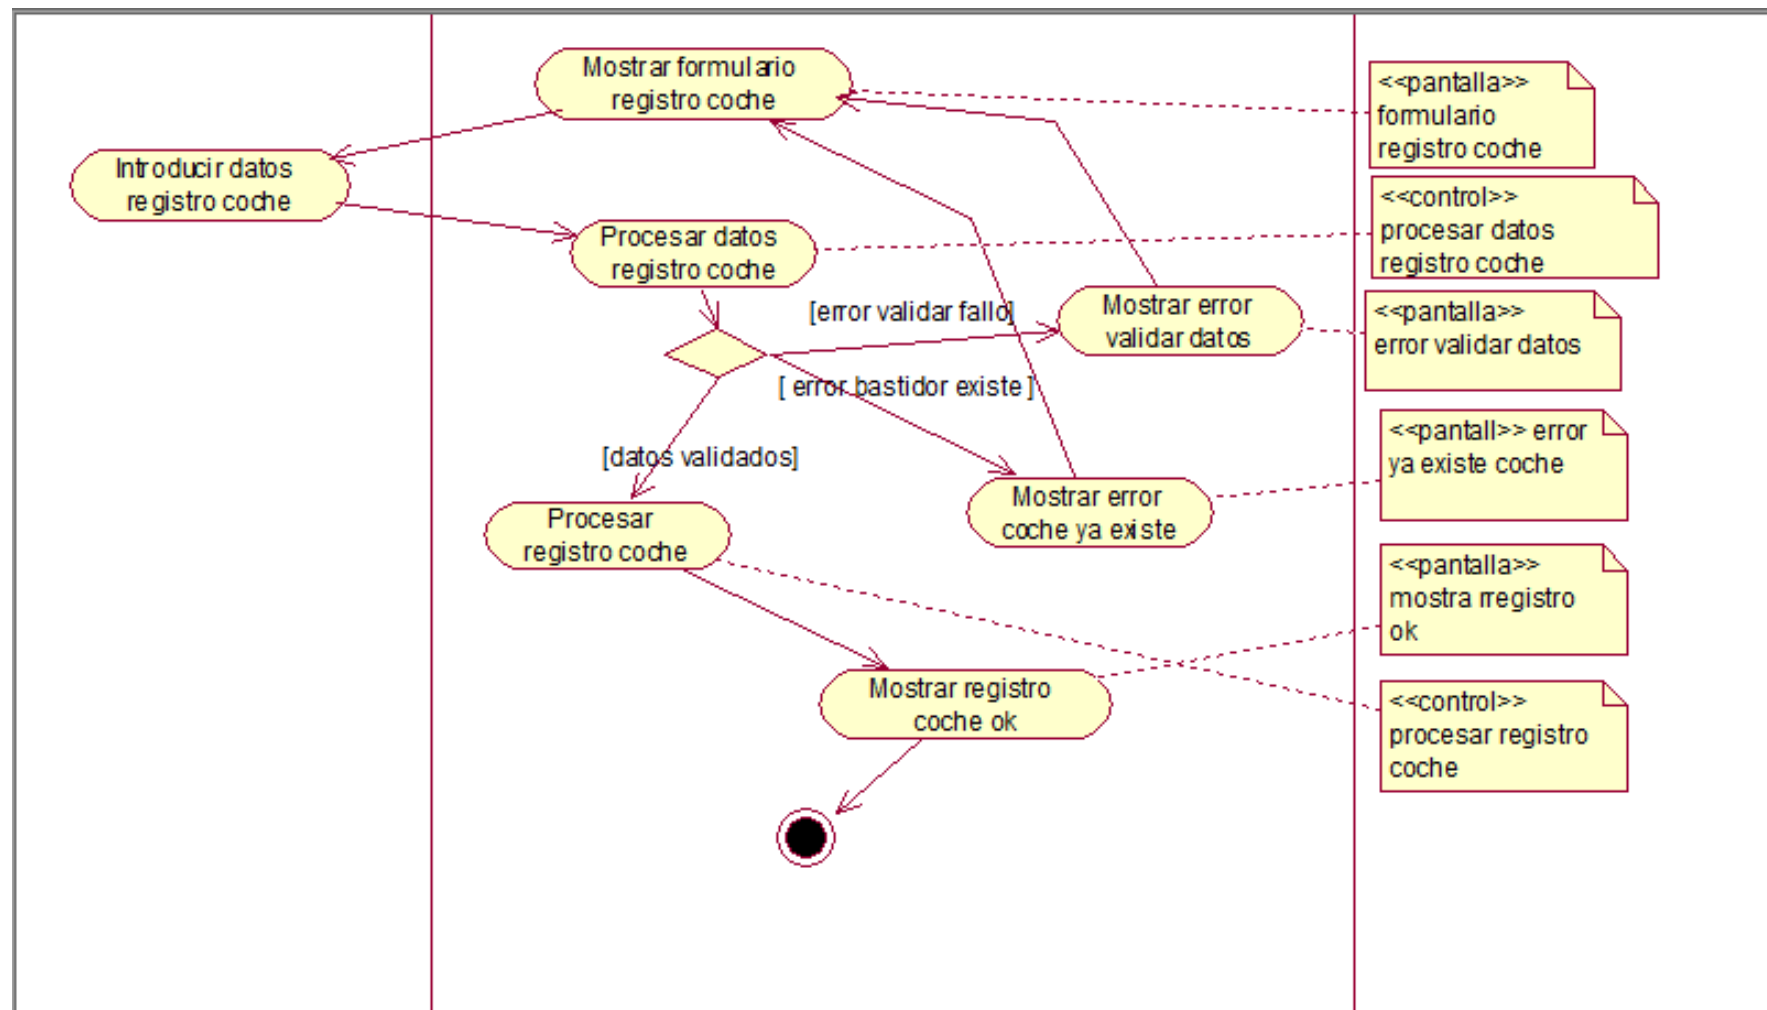 Mostrar formulario
registro coche
<<pantalla>>
formulario
registro coche
Introducir datos
registro coche
<<control>>
procesar datos
registro coche
Procesar datos
registro coche
[error validar fallo]
Mostrar error
validar datos
<<pantalla>>
error validar datos
[ error bastidor existe ]
<<pantall>> error
ya existe coche
[datos validados]
Mostrar error
coche ya existe
Procesar
registro coche
<<pantalla>>
mostra rregistro
ok
Mostrar registro
coche ok
<<control>>
procesar registro
coche